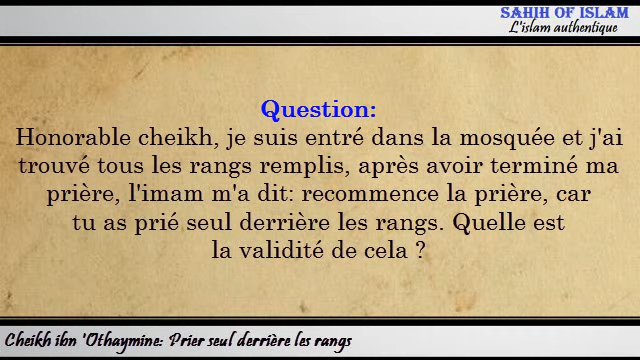 SAHIH OF ISLAM
L'islam authentique
Question:
Honorable cheikh, je suis entré dans la mosquée et j'ai
trouvé tous les rangs remplis, après avoir terminé ma
prière, l'imam m'a dit: recommence la prière, car
tu as prié seul derrière les rangs. Quelle est
la validité de cela ?
Cheikh ibn 'Othaymine: Prier seul derrière les rangs